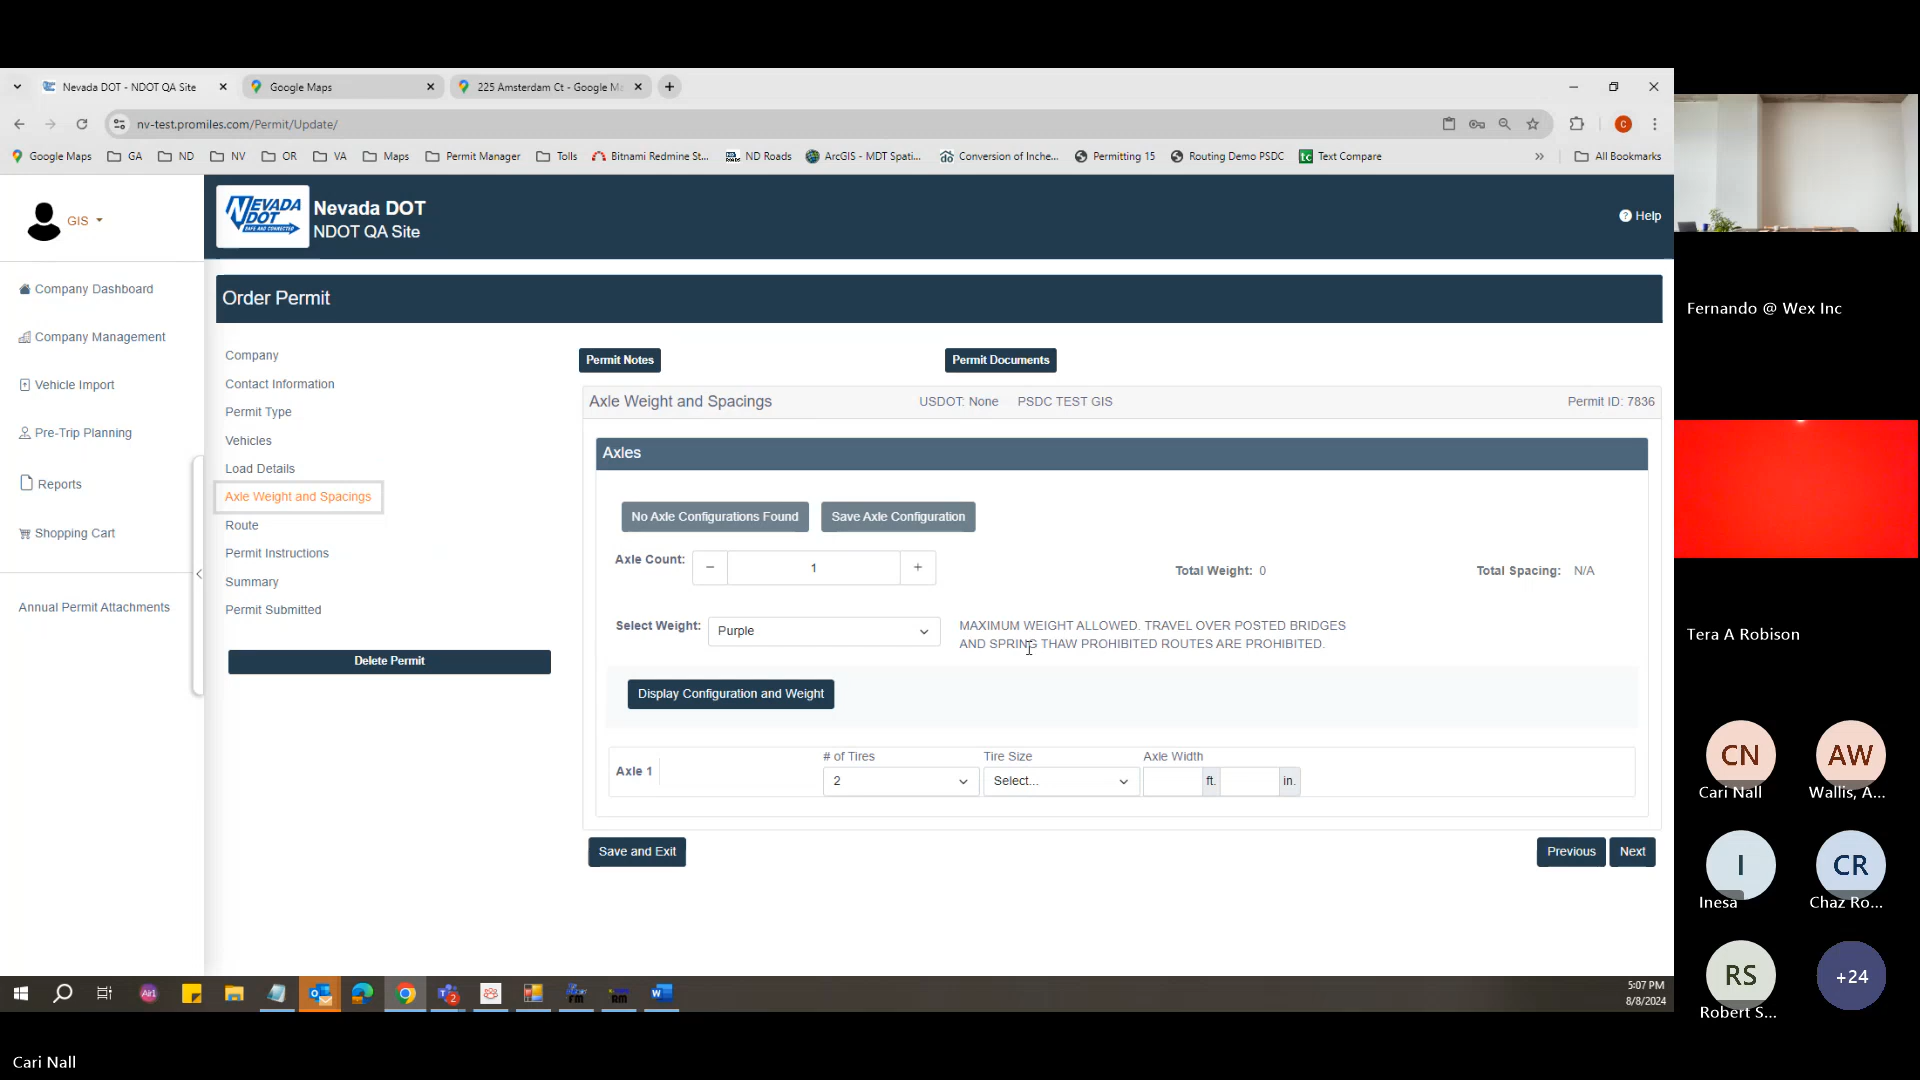 Nevada DOT - NDOT QA Site
Google Maps
225 Amsterdam Ct - Google M
nv-test.promiles.com/Permit/Update/
C
Google Maps
GA
ND
NV
OR
VA
Maps
Permit Manager
Tolls
Bitnami Redmine St...
ND Roads
ArcGIS - MDT Spati...
Conversion of Inche...
Permitting 15
Routing Demo PSDC
tc Text Compare
»
All Bookmarks
GIS
NEVADA
DOT
SAFE AND CONNECTED
Nevada DOT
NDOT QA Site
Help
Company Dashboard
Company Management
Vehicle Import
Pre-Trip Planning
Reports
Shopping Cart
Annual Permit Attachments
Order Permit
Company
Contact Information
Permit Type
Vehicles
Load Details
Axle Weight and Spacings
Route
Permit Instructions
Summary
Permit Submitted
Delete Permit
Permit Notes
Permit Documents
Axle Weight and Spacings
USDOT: None
PSDC TEST GIS
Permit ID: 7836
Axles
No Axle Configurations Found
Save Axle Configuration
Axle Count:
−
1
+
Total Weight: 0
Total Spacing: N/A
Select Weight:
Purple
MAXIMUM WEIGHT ALLOWED. TRAVEL OVER POSTED BRIDGES
AND SPRING THAW PROHIBITED ROUTES ARE PROHIBITED.
Display Configuration and Weight
# of Tires
Tire Size
Axle Width
Axle 1
2
Select...
ft.
in.
Save and Exit
Previous
Next
Fernando @ Wex Inc
Tera A Robison
CN
Cari Nall
AW
Wallis, A...
I
Inesa
CR
Chaz Ro...
RS
Robert S...
+24
5:07 PM
8/8/2024
Cari Nall